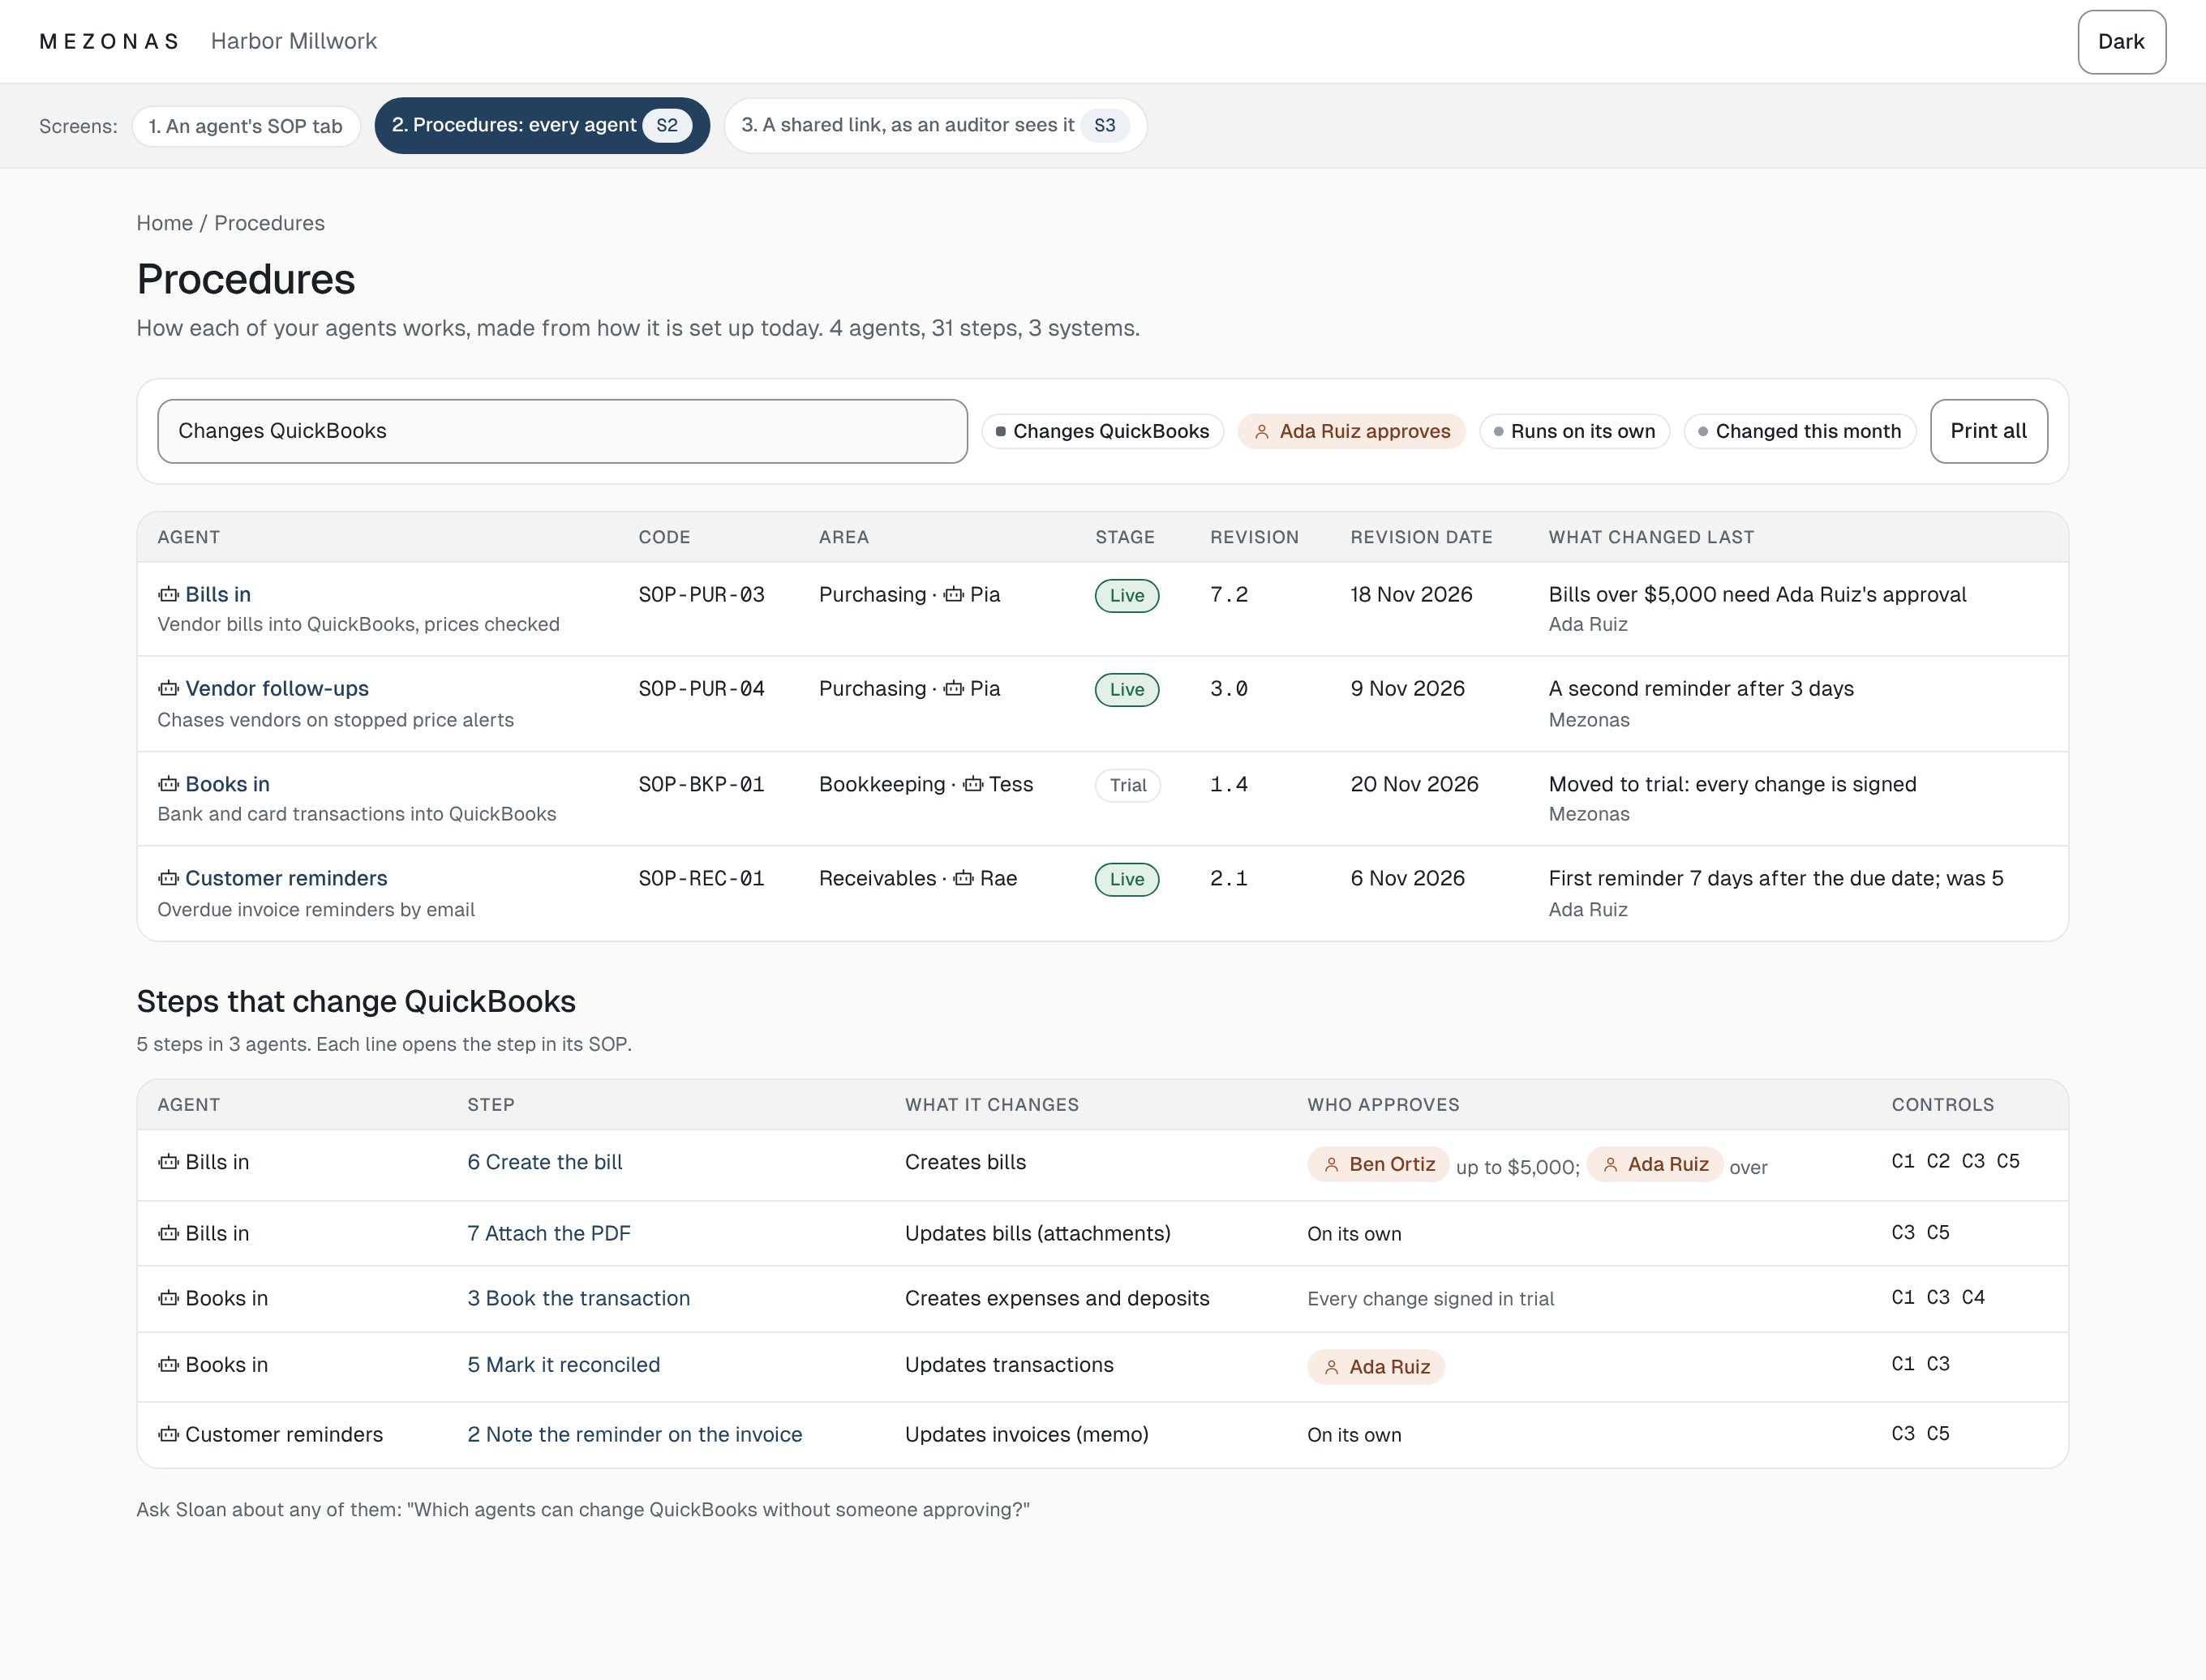 MEZONAS Harbor Millwork Dark
Screens: 1. An agent's SOP tab 2. Procedures: every agent S2 3. A shared link, as an auditor sees it S3
Home / Procedures
Procedures
How each of your agents works, made from how it is set up today. 4 agents, 31 steps, 3 systems.
Changes QuickBooks Changes QuickBooks Ada Ruiz approves Runs on its own Changed this month Print all
AGENT CODE AREA STAGE REVISION REVISION DATE WHAT CHANGED LAST
Bills in SOP-PUR-03 Purchasing · Pia Live 7.2 18 Nov 2026 Bills over $5,000 need Ada Ruiz's approval
Vendor bills into QuickBooks, prices checked Ada Ruiz
Vendor follow-ups SOP-PUR-04 Purchasing · Pia Live 3.0 9 Nov 2026 A second reminder after 3 days
Chases vendors on stopped price alerts Mezonas
Books in SOP-BKP-01 Bookkeeping · Tess Trial 1.4 20 Nov 2026 Moved to trial: every change is signed
Bank and card transactions into QuickBooks Mezonas
Customer reminders SOP-REC-01 Receivables · Rae Live 2.1 6 Nov 2026 First reminder 7 days after the due date; was 5
Overdue invoice reminders by email Ada Ruiz
Steps that change QuickBooks
5 steps in 3 agents. Each line opens the step in its SOP.
AGENT STEP WHAT IT CHANGES WHO APPROVES CONTROLS
Bills in 6 Create the bill Creates bills Ben Ortiz up to $5,000; Ada Ruiz over C1 C2 C3 C5
Bills in 7 Attach the PDF Updates bills (attachments) On its own C3 C5
Books in 3 Book the transaction Creates expenses and deposits Every change signed in trial C1 C3 C4
Books in 5 Mark it reconciled Updates transactions Ada Ruiz C1 C3
Customer reminders 2 Note the reminder on the invoice Updates invoices (memo) On its own C3 C5
Ask Sloan about any of them: "Which agents can change QuickBooks without someone approving?"